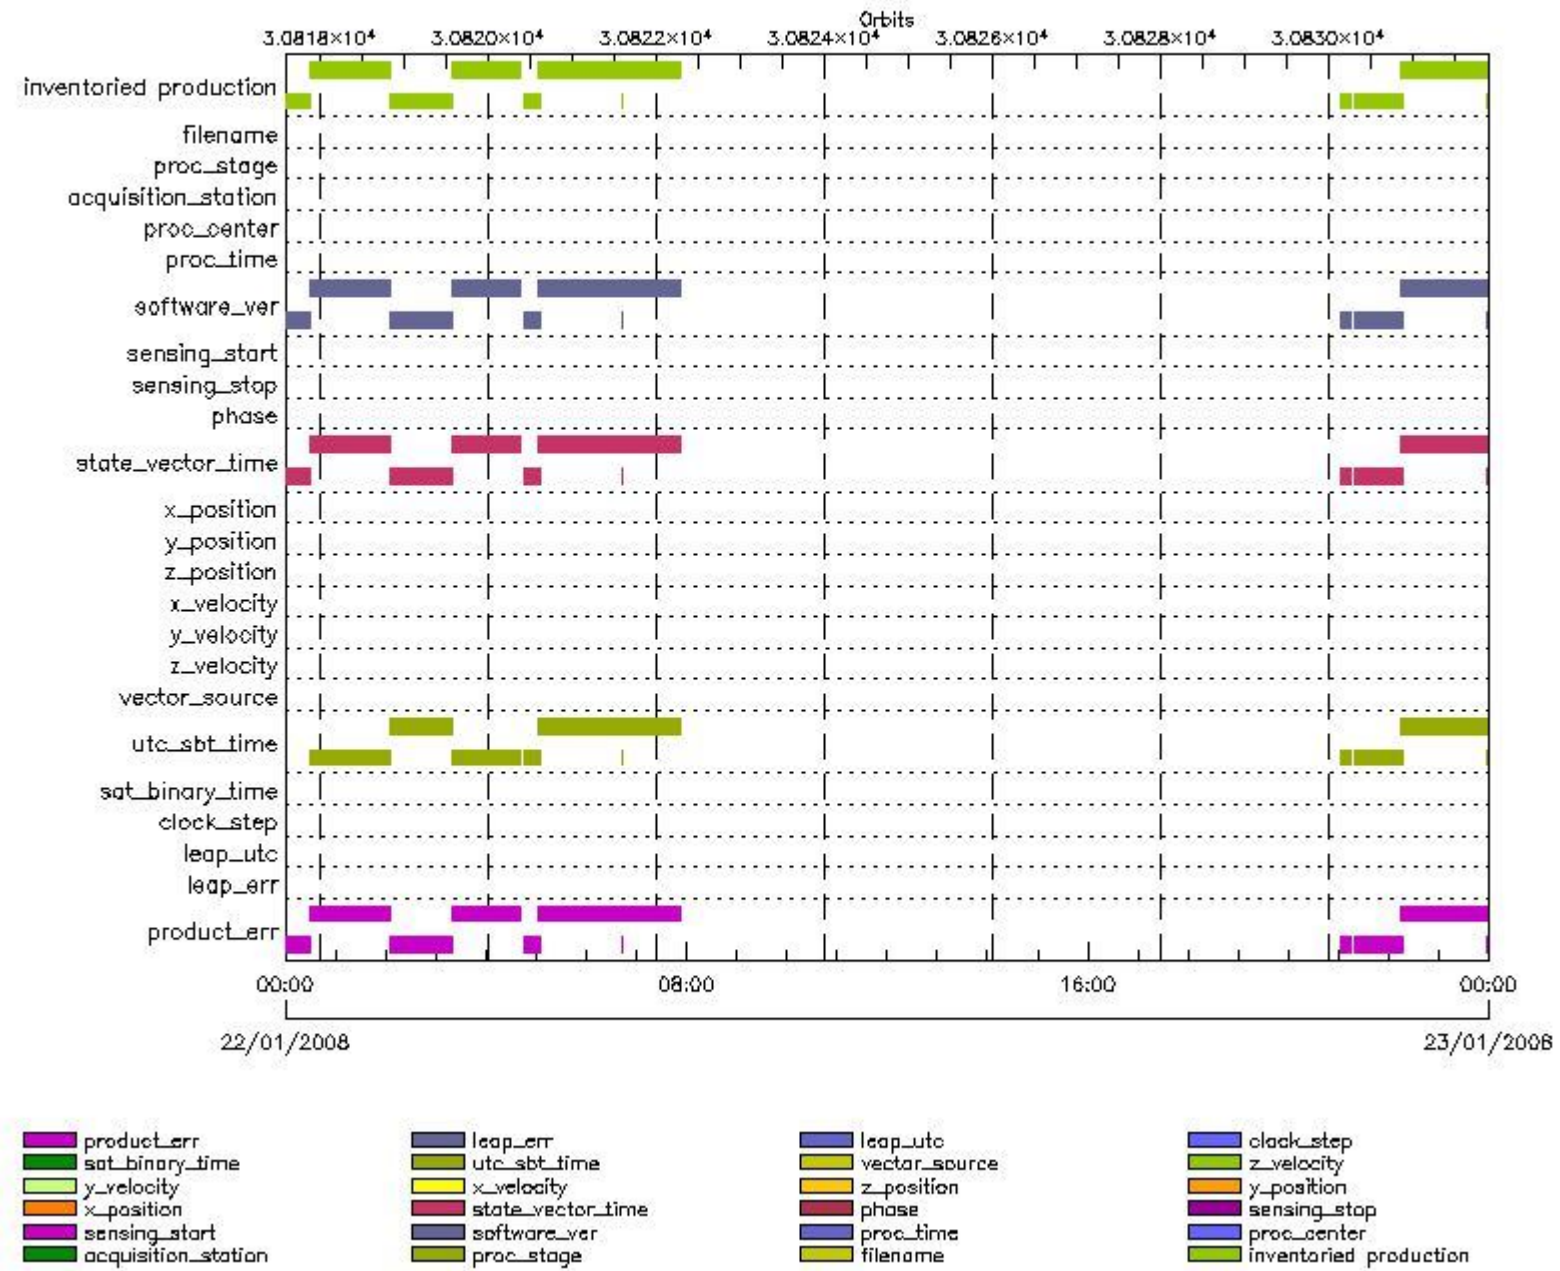 Orbits
3.0818×10⁴ 3.0820×10⁴ 3.0822×10⁴ 3.0824×10⁴ 3.0826×10⁴ 3.0828×10⁴ 3.0830×10⁴
inventoried production
filename
proc_stage
acquisition_station
proc_center
proc_time
software_ver
sensing_start
sensing_stop
phase
state_vector_time
x_position
y_position
z_position
x_velocity
y_velocity
z_velocity
vector_source
utc_sbt_time
sat_binary_time
clock_step
leap_utc
leap_err
product_err
00:00 08:00 16:00 00:00
22/01/2008 23/01/2008
product_err leap_err leap_utc clock_step
sat_binary_time utc_sbt_time vector_source z_velocity
y_velocity x_velocity z_position y_position
x_position state_vector_time phase sensing_stop
sensing_start software_ver proc_time proc_center
acquisition_station proc_stage filename inventoried production